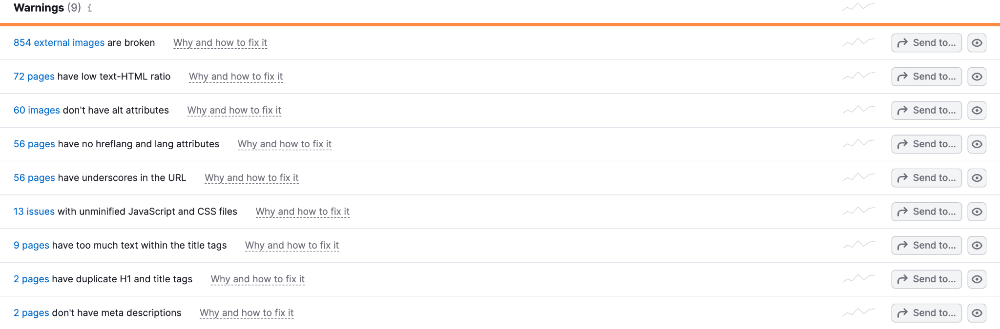 Warnings (9) i
854 external images are broken Why and how to fix it Send to...
72 pages have low text-HTML ratio Why and how to fix it Send to...
60 images don't have alt attributes Why and how to fix it Send to...
56 pages have no hreflang and lang attributes Why and how to fix it Send to...
56 pages have underscores in the URL Why and how to fix it Send to...
13 issues with unminified JavaScript and CSS files Why and how to fix it Send to...
9 pages have too much text within the title tags Why and how to fix it Send to...
2 pages have duplicate H1 and title tags Why and how to fix it Send to...
2 pages don't have meta descriptions Why and how to fix it Send to...